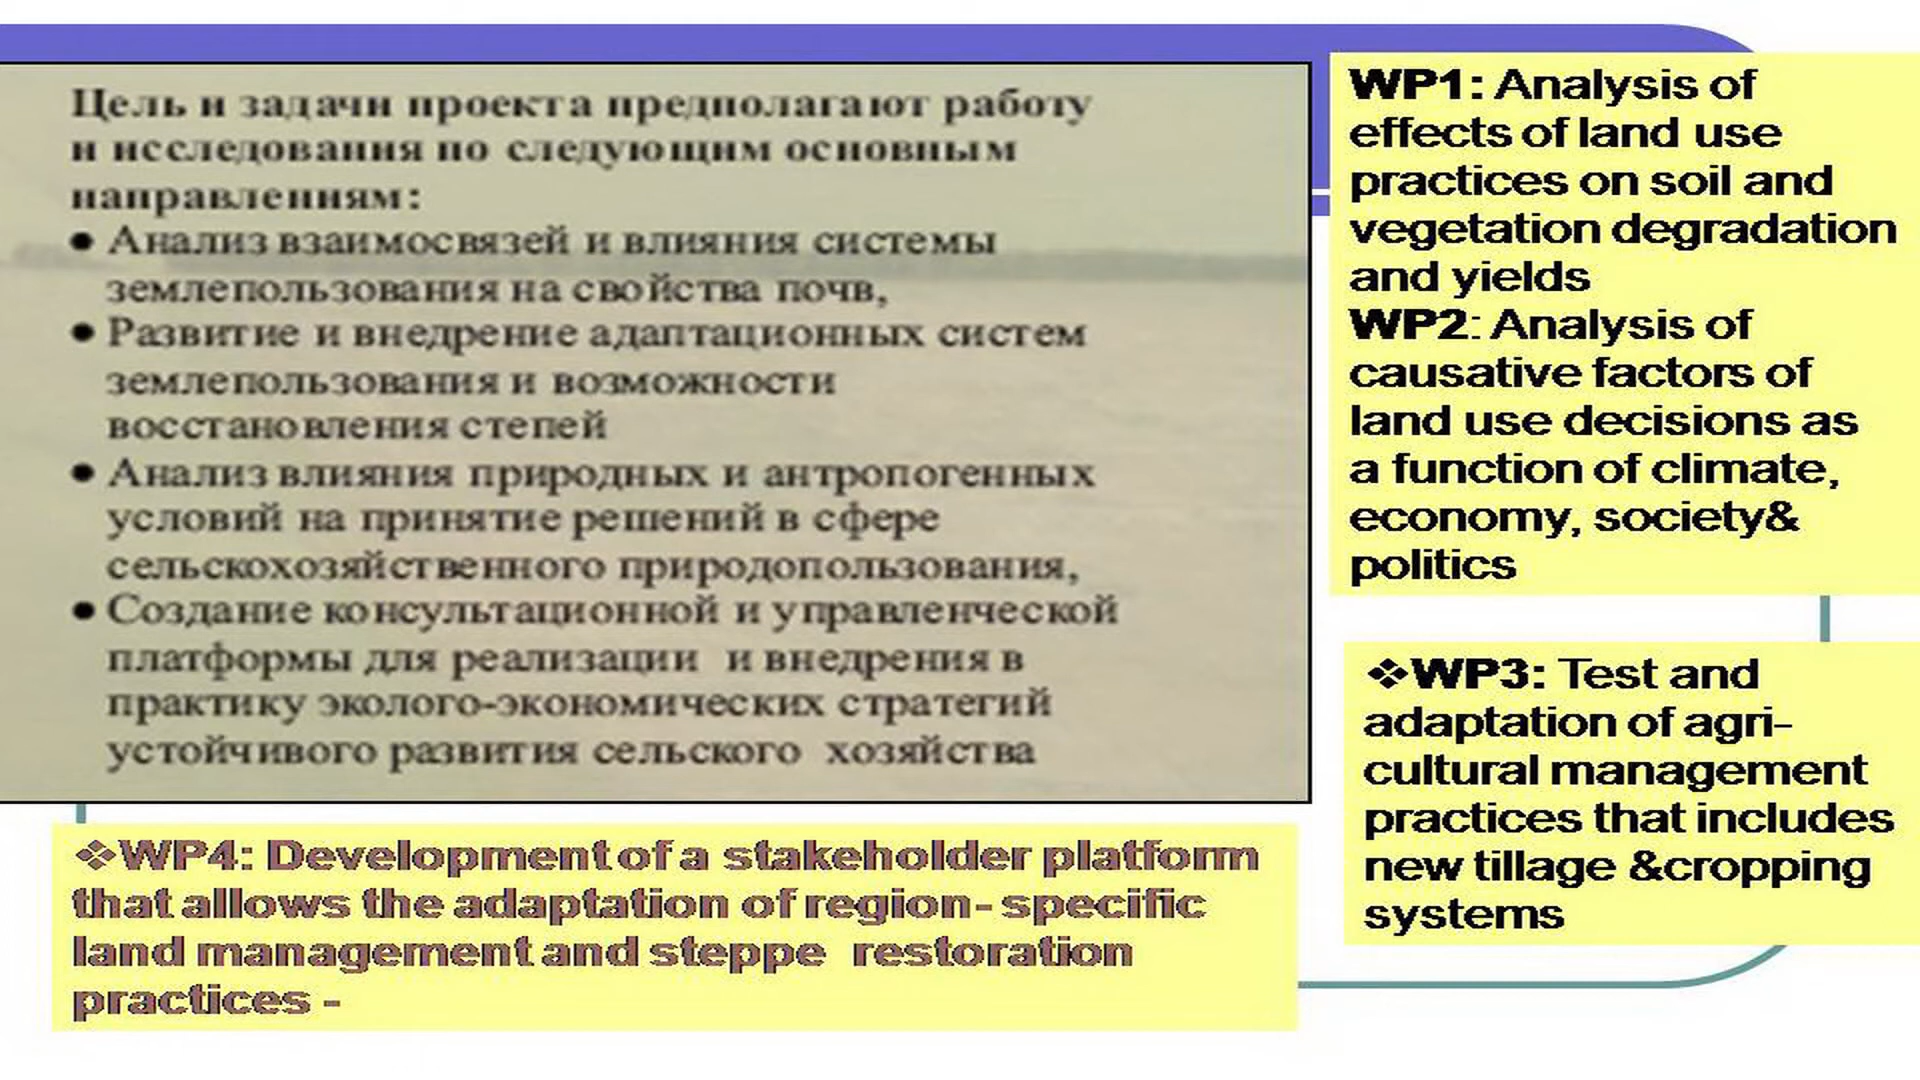 Цель и задачи проекта предполагают работу
и исследования по следующим основным
направлениям:
● Анализ взаимосвязей и влияния системы
землепользования на свойства почв,
● Развитие и внедрение адаптационных систем
землепользования и возможности
восстановления степей
● Анализ влияния природных и антропогенных
условий на принятие решений в сфере
сельскохозяйственного природопользования,
● Создание консультационной и управленческой
платформы для реализации и внедрения в
практику эколого-экономических стратегий
устойчивого развития сельского хозяйства
WP1: Analysis of
effects of land use
practices on soil and
vegetation degradation
and yields
WP2: Analysis of
causative factors of
land use decisions as
a function of climate,
economy, society&
politics
❖WP3: Test and
adaptation of agri-
cultural management
practices that includes
new tillage &cropping
systems
❖WP4: Development of a stakeholder platform
that allows the adaptation of region- specific
land management and steppe restoration
practices -